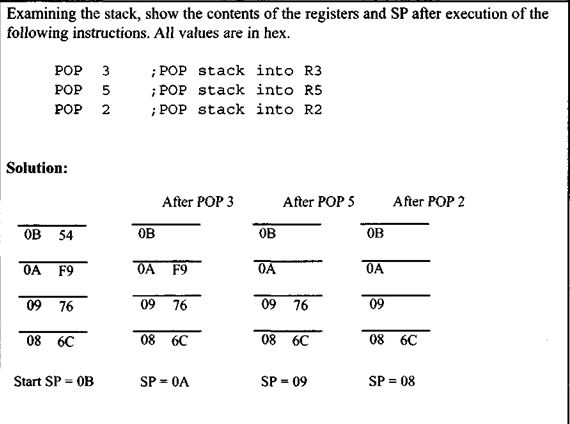 Examining the stack, show the contents of the registers and SP after execution of the
following instructions. All values are in hex.
POP 3 ;POP stack into R3
POP 5 ;POP stack into R5
POP 2 ;POP stack into R2
Solution:
After POP 3 After POP 5 After POP 2
0B 54 0B 0B 0B
0A F9 0A F9 0A 0A
09 76 09 76 09 76 09
08 6C 08 6C 08 6C 08 6C
Start SP = 0B SP = 0A SP = 09 SP = 08